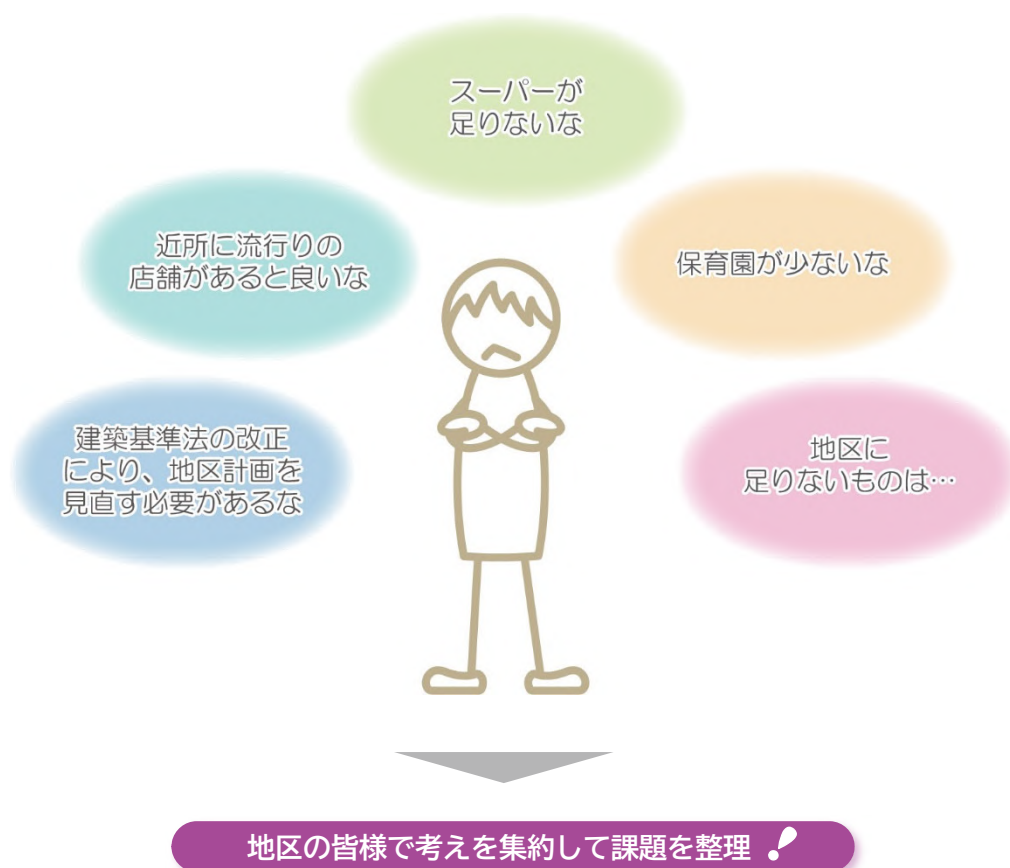 スーパーが
足りないな
近所に流行りの
店舗があると良いな
保育園が少ないな
建築基準法の改正
により、地区計画を
見直す必要があるな
地区に
足りないものは…
地区の皆様で考えを集約して課題を整理！